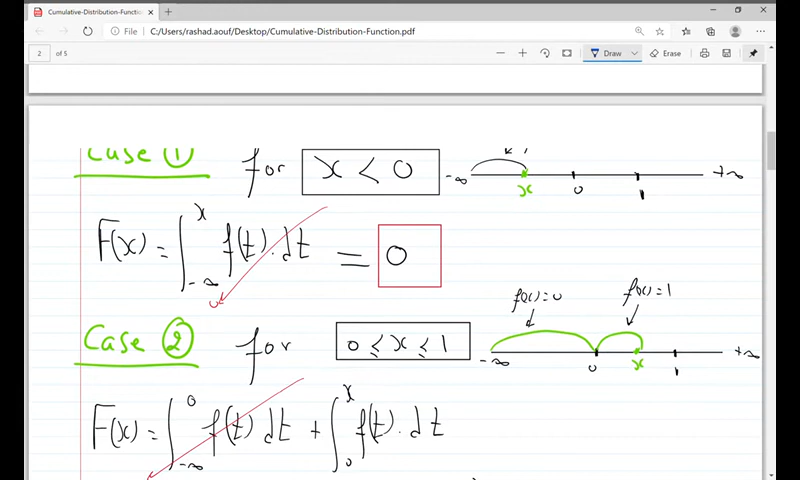 Cumulative-Distribution-Function
File | C:/Users/rashad.aouf/Desktop/Cumulative-Distribution-Function.pdf
2 of 5 Draw Erase
Case ① for x < 0
-∞ x 0 1 +∞
F(x) = ∫_{-∞}^{x} f(t).dt = 0
0
Case ② for 0 ≤ x ≤ 1
f(x)=0 f(x)=1
-∞ 0 x 1 +∞
F(x) = ∫_{-∞}^{0} f(t) dt + ∫_{0}^{x} f(t).dt